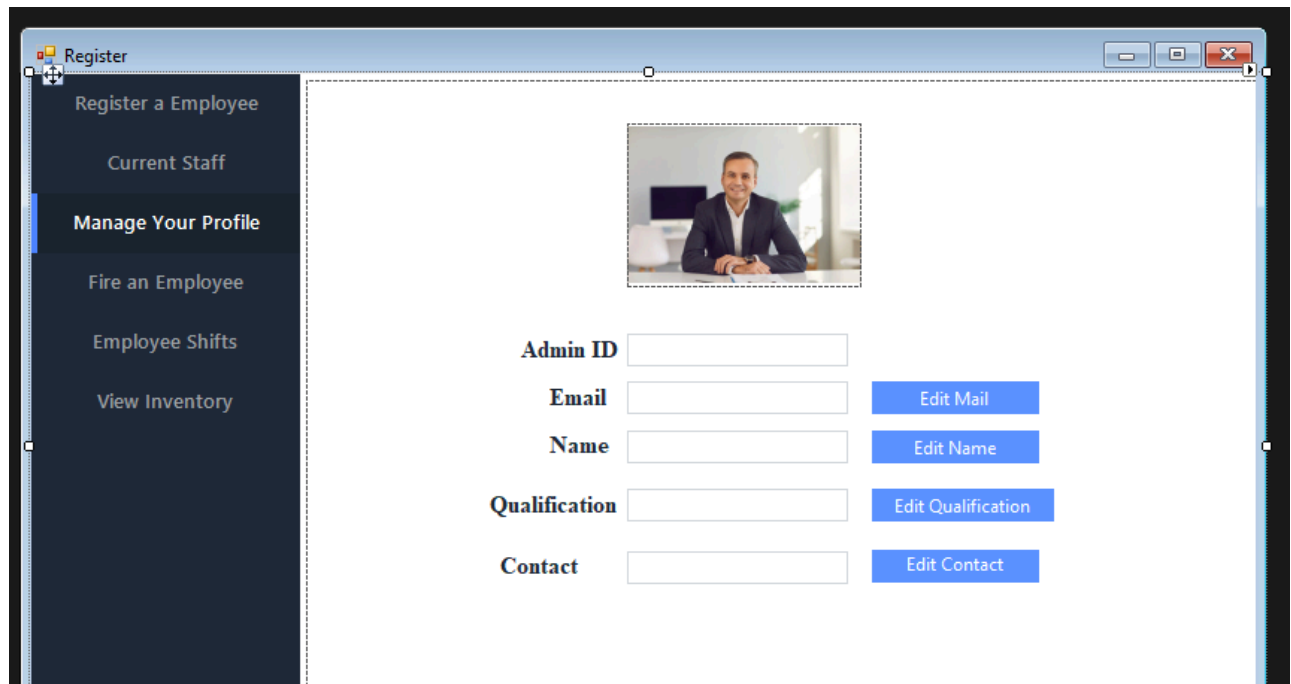 Register
Register a Employee
Current Staff
Manage Your Profile
Fire an Employee
Employee Shifts
View Inventory
Admin ID
Email Edit Mail
Name Edit Name
Qualification Edit Qualification
Contact Edit Contact